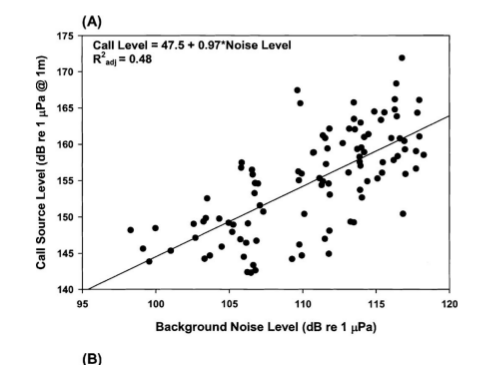 (A)
Call Level = 47.5 + 0.97*Noise Level
R²adj = 0.48
Call Source Level (dB re 1 μPa @ 1m)
175
170
165
160
155
150
145
140
95 100 105 110 115 120
Background Noise Level (dB re 1 μPa)
(B)